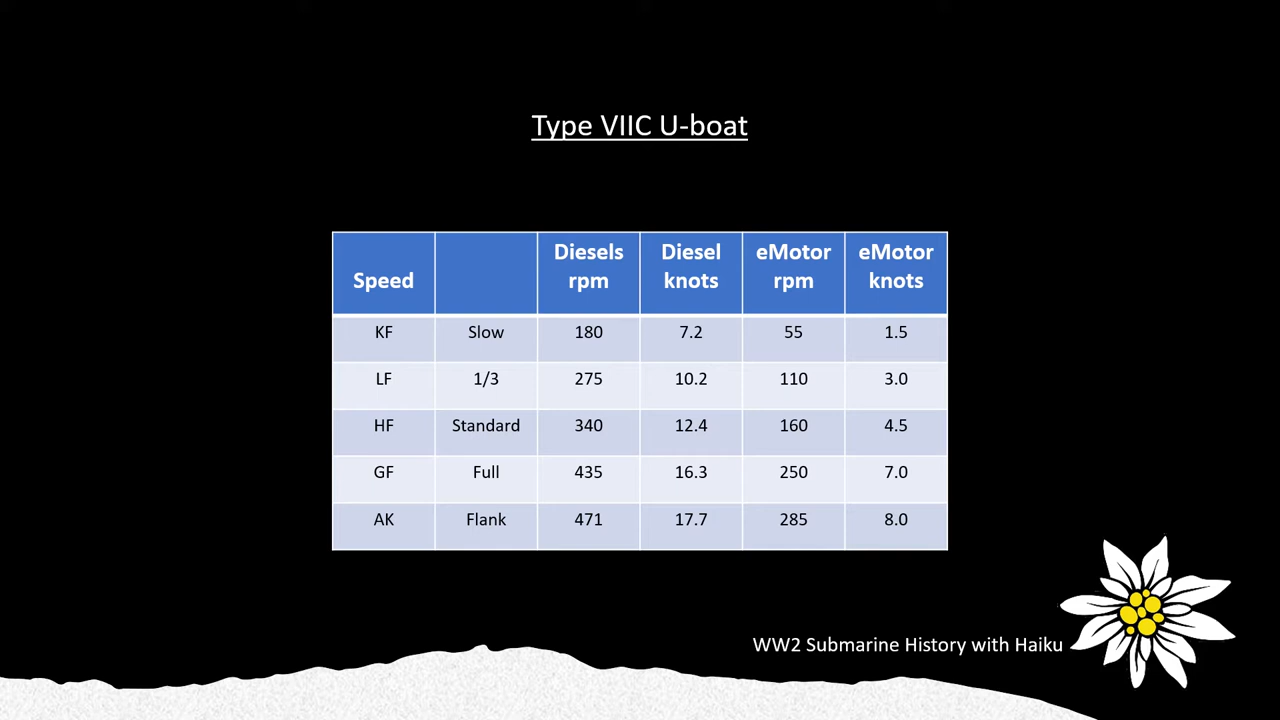 Type VIIC U-boat
Speed Diesels rpm Diesel knots eMotor rpm eMotor knots
KF Slow 180 7.2 55 1.5
LF 1/3 275 10.2 110 3.0
HF Standard 340 12.4 160 4.5
GF Full 435 16.3 250 7.0
AK Flank 471 17.7 285 8.0
WW2 Submarine History with Haiku